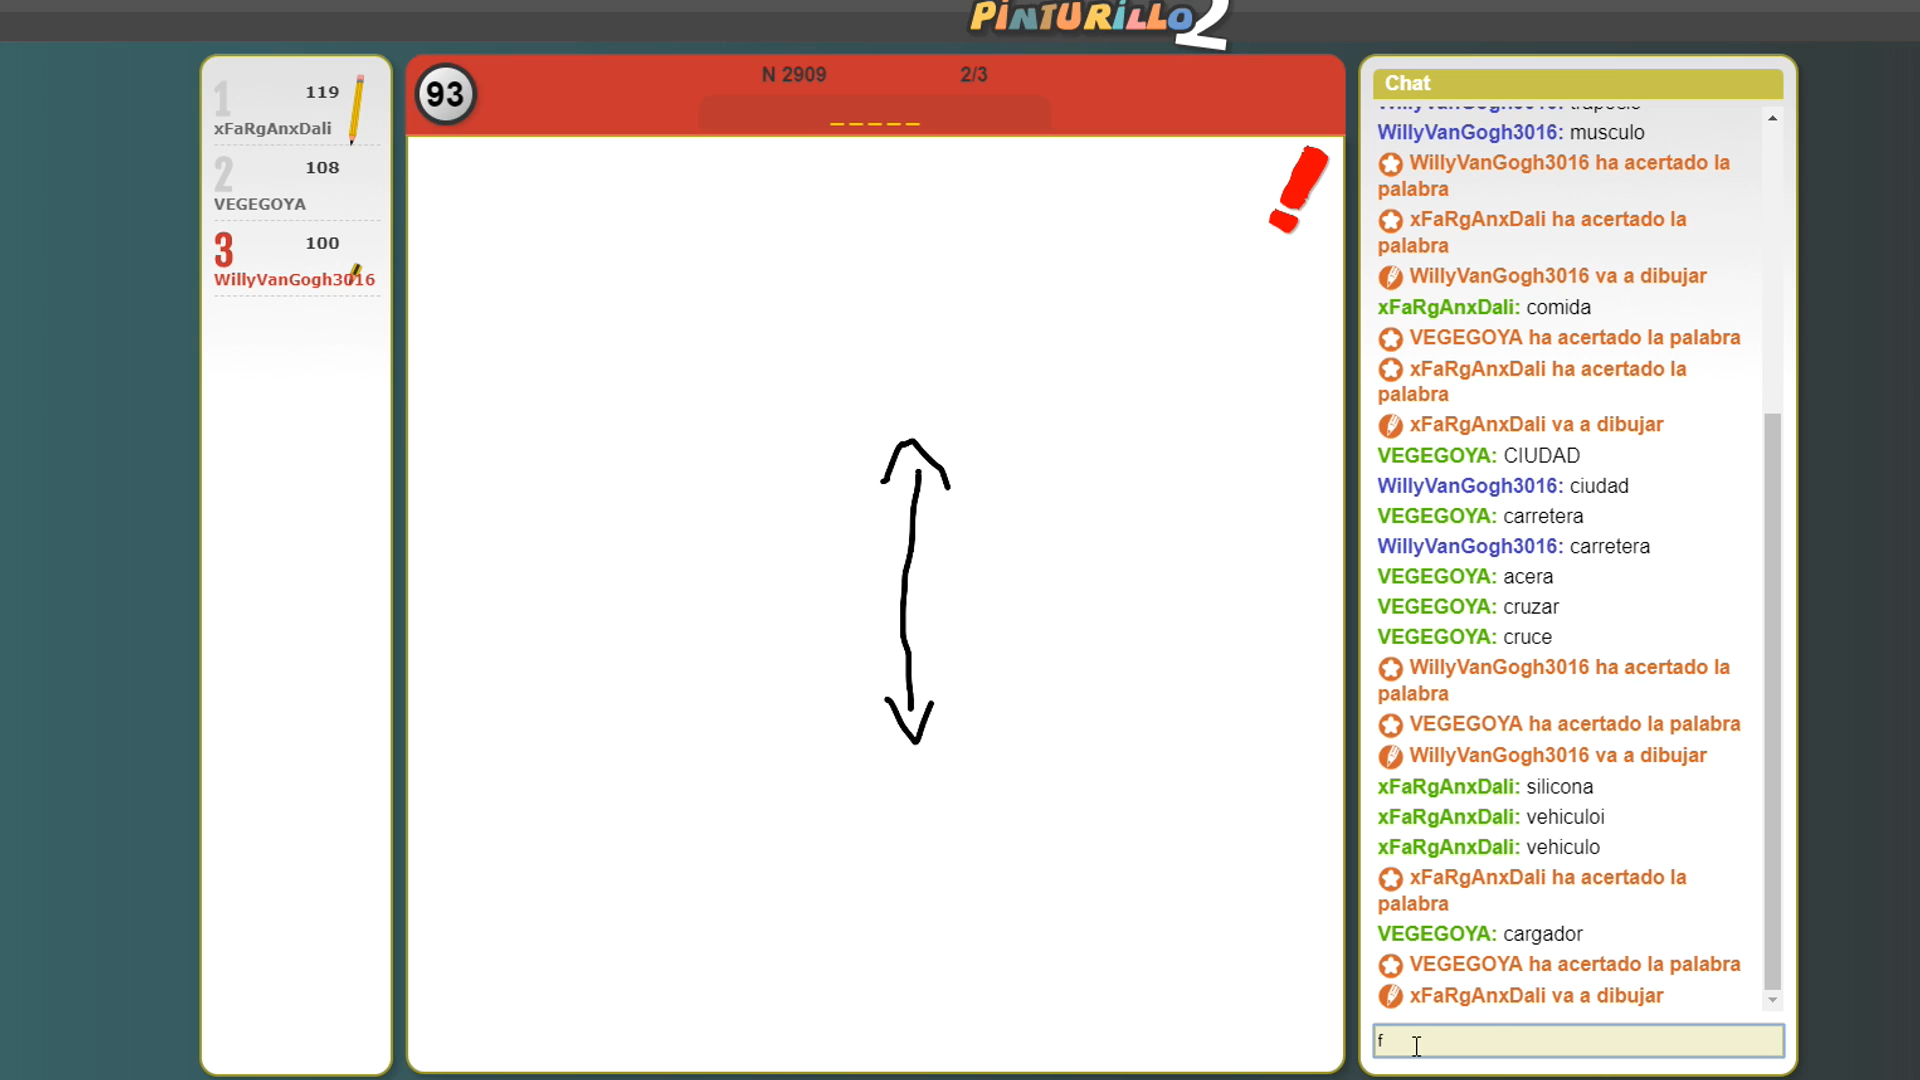 PiNTURiLLO 2
93
N 2909
2/3
_ _ _ _ _
1
119
xFaRgAnxDali
2
108
VEGEGOYA
3
100
WillyVanGogh3016
Chat
WillyVanGogh3016: musculo
WillyVanGogh3016 ha acertado la
palabra
xFaRgAnxDali ha acertado la
palabra
WillyVanGogh3016 va a dibujar
xFaRgAnxDali: comida
VEGEGOYA ha acertado la palabra
xFaRgAnxDali ha acertado la
palabra
xFaRgAnxDali va a dibujar
VEGEGOYA: CIUDAD
WillyVanGogh3016: ciudad
VEGEGOYA: carretera
WillyVanGogh3016: carretera
VEGEGOYA: acera
VEGEGOYA: cruzar
VEGEGOYA: cruce
WillyVanGogh3016 ha acertado la
palabra
VEGEGOYA ha acertado la palabra
WillyVanGogh3016 va a dibujar
xFaRgAnxDali: silicona
xFaRgAnxDali: vehiculoi
xFaRgAnxDali: vehiculo
xFaRgAnxDali ha acertado la
palabra
VEGEGOYA: cargador
VEGEGOYA ha acertado la palabra
xFaRgAnxDali va a dibujar
f